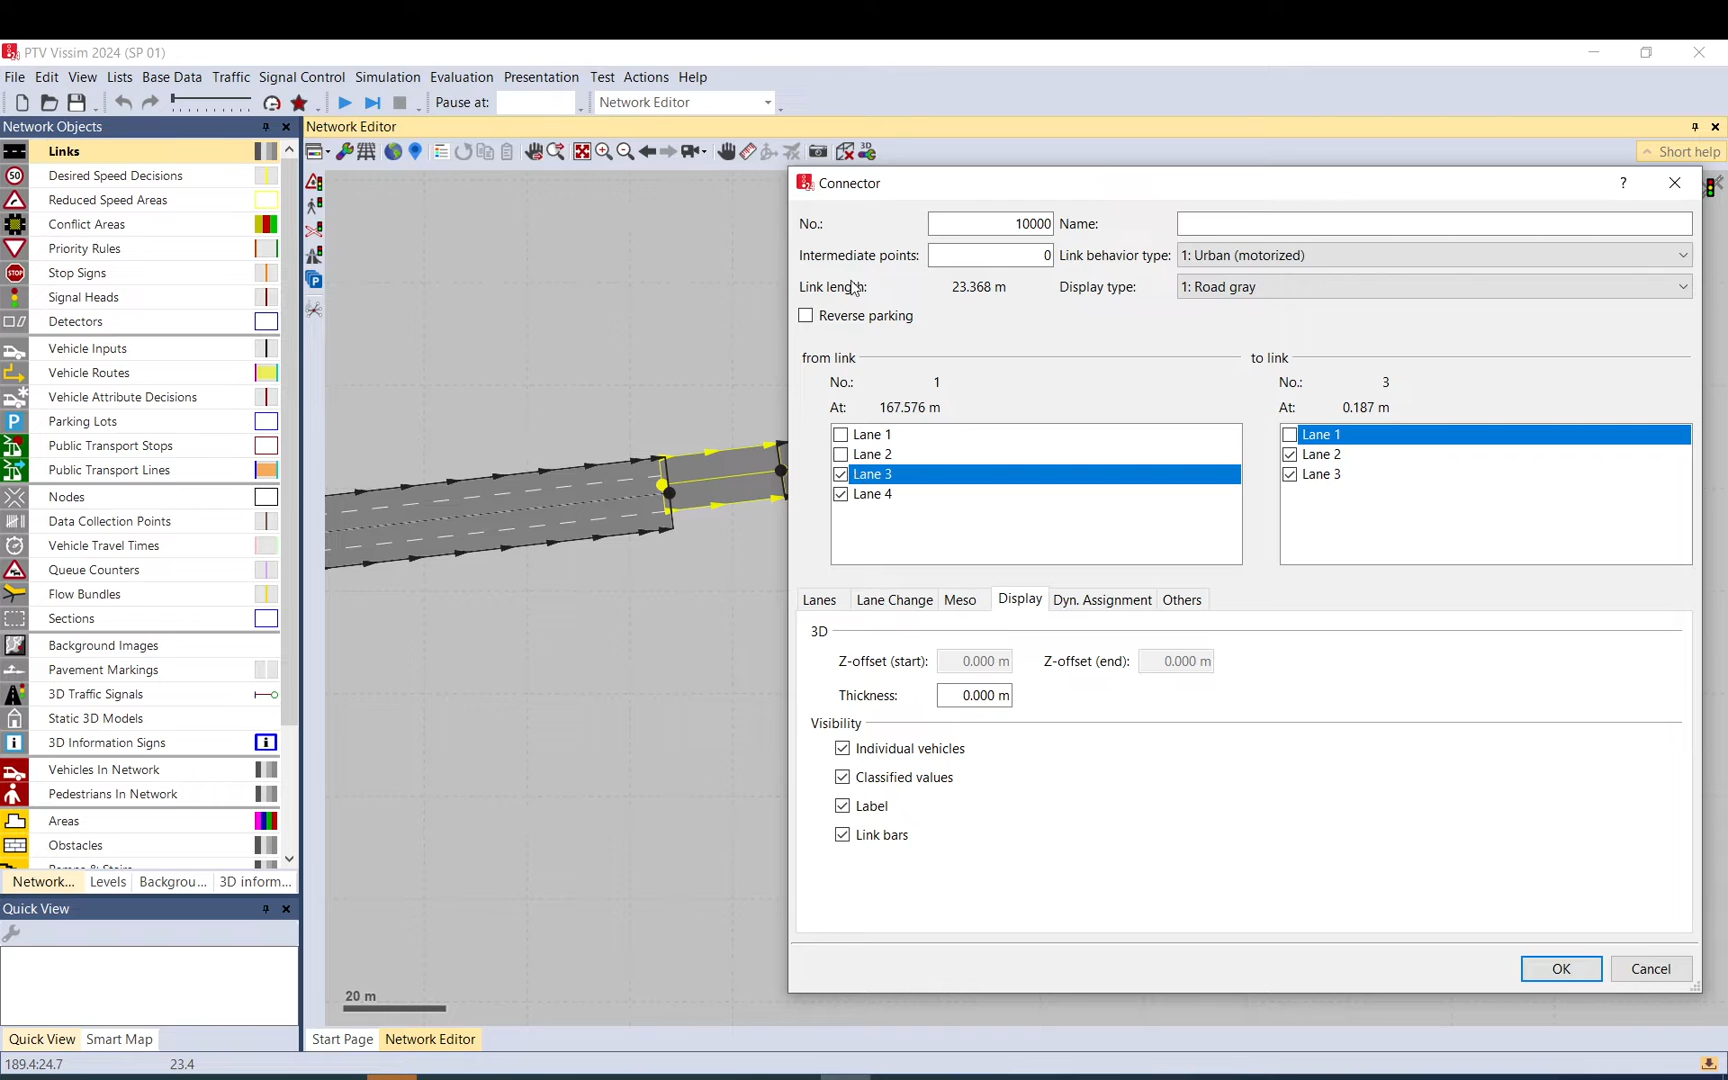 PTV Vissim 2024 (SP 01)
File Edit View Lists Base Data Traffic Signal Control Simulation Evaluation Presentation Test Actions Help
Pause at: Network Editor
Network Objects
Network Editor
Short help
Links
Desired Speed Decisions
Reduced Speed Areas
Conflict Areas
Priority Rules
Stop Signs
Signal Heads
Detectors
Vehicle Inputs
Vehicle Routes
Vehicle Attribute Decisions
Parking Lots
Public Transport Stops
Public Transport Lines
Nodes
Data Collection Points
Vehicle Travel Times
Queue Counters
Flow Bundles
Sections
Background Images
Pavement Markings
3D Traffic Signals
Static 3D Models
3D Information Signs
Vehicles In Network
Pedestrians In Network
Areas
Obstacles
Network... Levels Backgrou... 3D inform...
Quick View
Quick View Smart Map
20 m
Start Page Network Editor
189.4:24.7 23.4
Connector
No.: 10000 Name:
Intermediate points: 0 Link behavior type: 1: Urban (motorized)
Link length: 23.368 m Display type: 1: Road gray
Reverse parking
from link to link
No.: 1 No.: 3
At: 167.576 m At: 0.187 m
Lane 1 Lane 1
Lane 2 Lane 2
Lane 3 Lane 3
Lane 4
Lanes Lane Change Meso Display Dyn. Assignment Others
3D
Z-offset (start): 0.000 m Z-offset (end): 0.000 m
Thickness: 0.000 m
Visibility
Individual vehicles
Classified values
Label
Link bars
OK Cancel